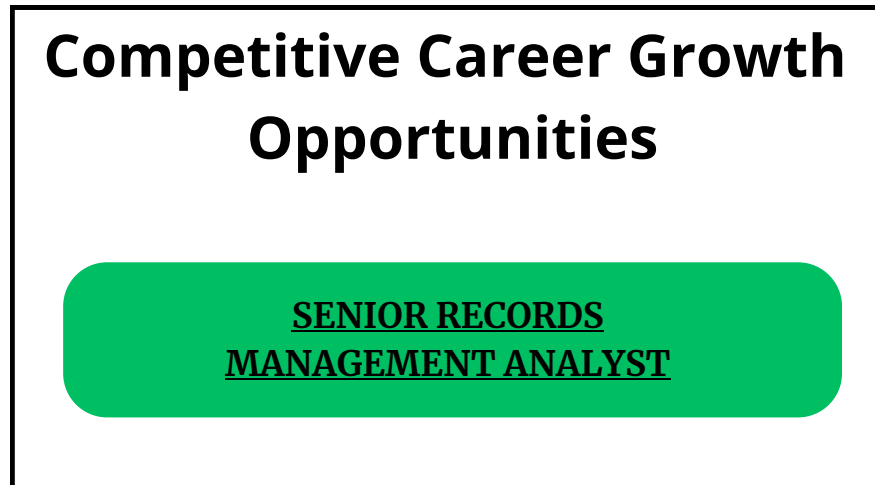 Competitive Career Growth
Opportunities
SENIOR RECORDS
MANAGEMENT ANALYST